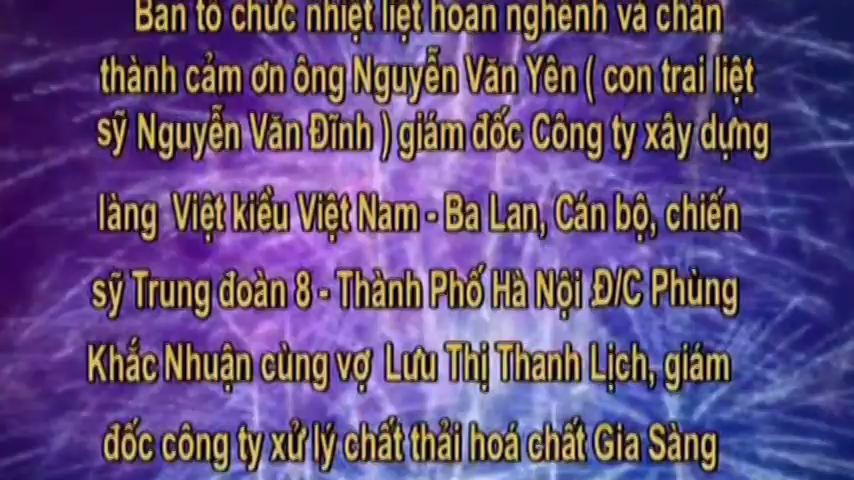 Ban tổ chức nhiệt liệt hoan nghênh và chân
thành cảm ơn ông Nguyễn Văn Yên ( con trai liệt
sỹ Nguyễn Văn Đĩnh ) giám đốc Công ty xây dựng
làng Việt kiều Việt Nam - Ba Lan, Cán bộ, chiến
sỹ Trung đoàn 8 - Thành Phố Hà Nội Đ/C Phùng
Khắc Nhuận cùng vợ Lưu Thị Thanh Lịch, giám
đốc công ty xử lý chất thải hoá chất Gia Sàng